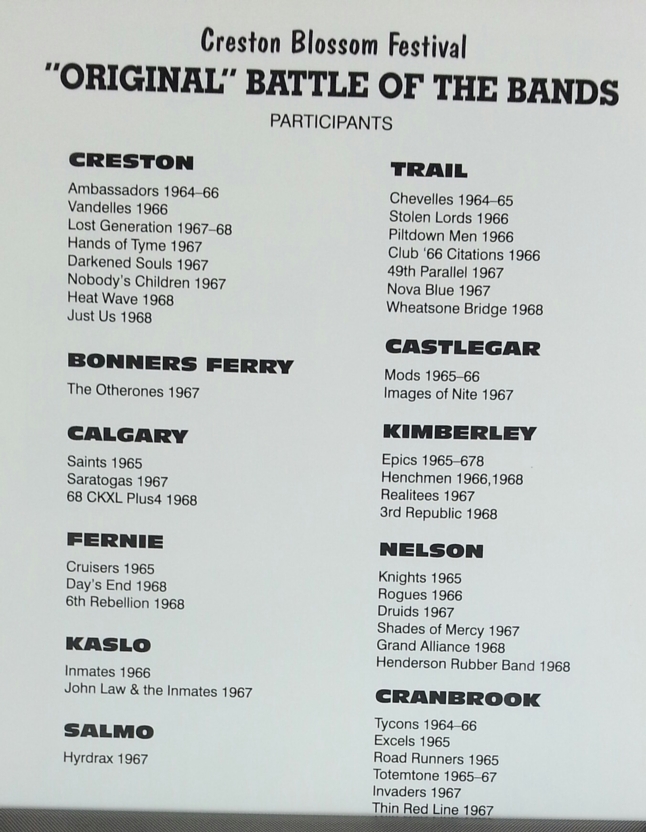 Creston Blossom Festival
"ORIGINAL" BATTLE OF THE BANDS
PARTICIPANTS
CRESTON
Ambassadors 1964–66
Vandelles 1966
Lost Generation 1967–68
Hands of Tyme 1967
Darkened Souls 1967
Nobody's Children 1967
Heat Wave 1968
Just Us 1968
BONNERS FERRY
The Otherones 1967
CALGARY
Saints 1965
Saratogas 1967
68 CKXL Plus4 1968
FERNIE
Cruisers 1965
Day's End 1968
6th Rebellion 1968
KASLO
Inmates 1966
John Law & the Inmates 1967
SALMO
Hyrdrax 1967
TRAIL
Chevelles 1964–65
Stolen Lords 1966
Piltdown Men 1966
Club '66 Citations 1966
49th Parallel 1967
Nova Blue 1967
Wheatsone Bridge 1968
CASTLEGAR
Mods 1965–66
Images of Nite 1967
KIMBERLEY
Epics 1965–678
Henchmen 1966,1968
Realitees 1967
3rd Republic 1968
NELSON
Knights 1965
Rogues 1966
Druids 1967
Shades of Mercy 1967
Grand Alliance 1968
Henderson Rubber Band 1968
CRANBROOK
Tycons 1964–66
Excels 1965
Road Runners 1965
Totemtone 1965–67
Invaders 1967
Thin Red Line 1967